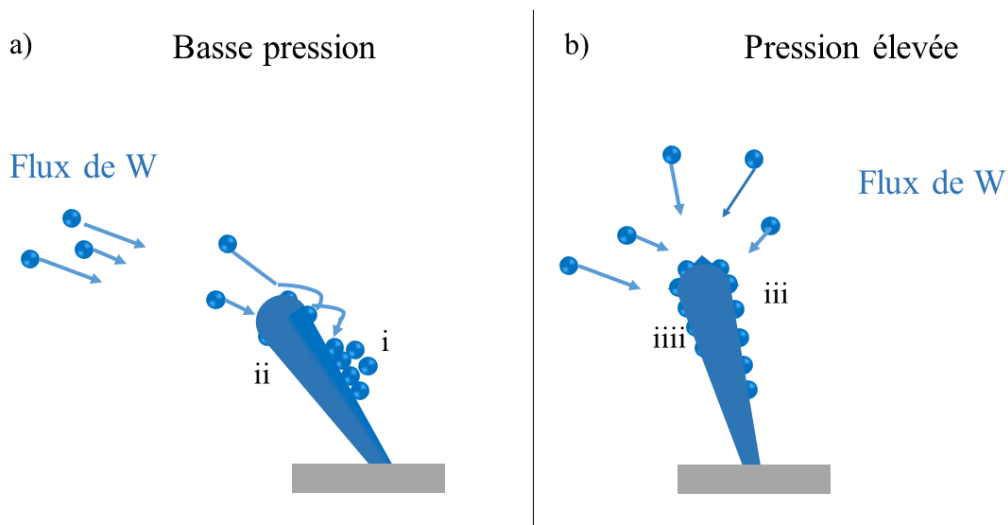 a)
Basse pression
Flux de W
i
ii
b)
Pression élevée
Flux de W
iii
iiii